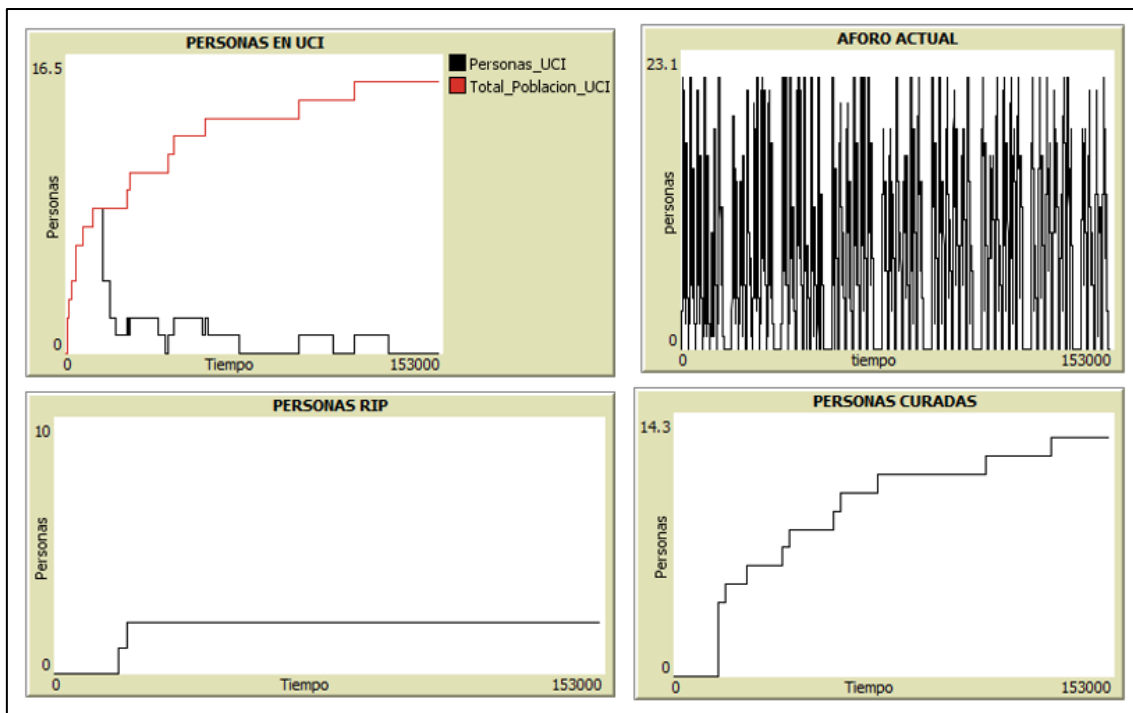 PERSONAS EN UCI
16.5
Personas
0
0
Tiempo
153000
Personas_UCI
Total_Poblacion_UCI
AFORO ACTUAL
23.1
personas
0
0
tiempo
153000
PERSONAS RIP
10
Personas
0
0
Tiempo
153000
PERSONAS CURADAS
14.3
Personas
0
0
Tiempo
153000